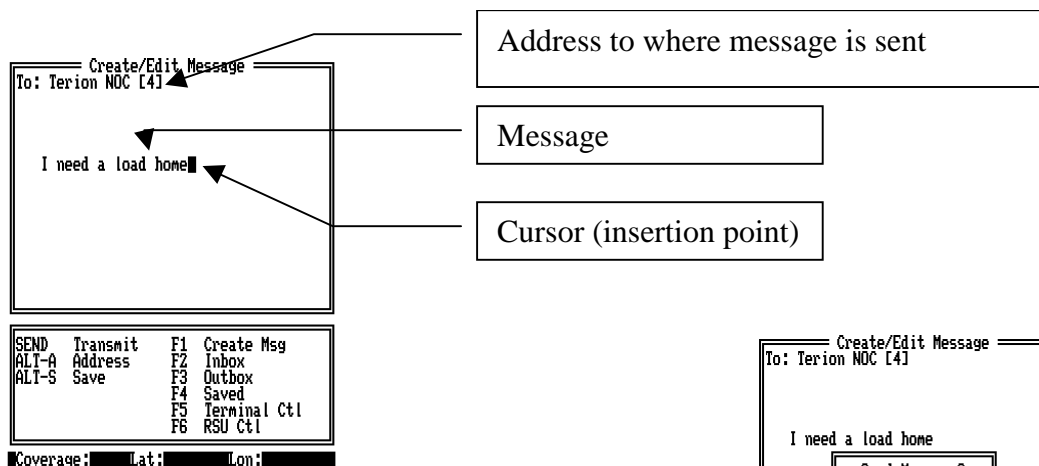 Address to where message is sent
Create/Edit Message
To: Terion NOC [4]
Message
I need a load home
Cursor (insertion point)
SEND Transmit F1 Create Msg
ALT-A Address F2 Inbox
ALT-S Save F3 Outbox
F4 Saved
F5 Terminal Ctl
F6 RSU Ctl
Coverage: Lat: Lon:
Create/Edit Message
To: Terion NOC [4]
I need a load home